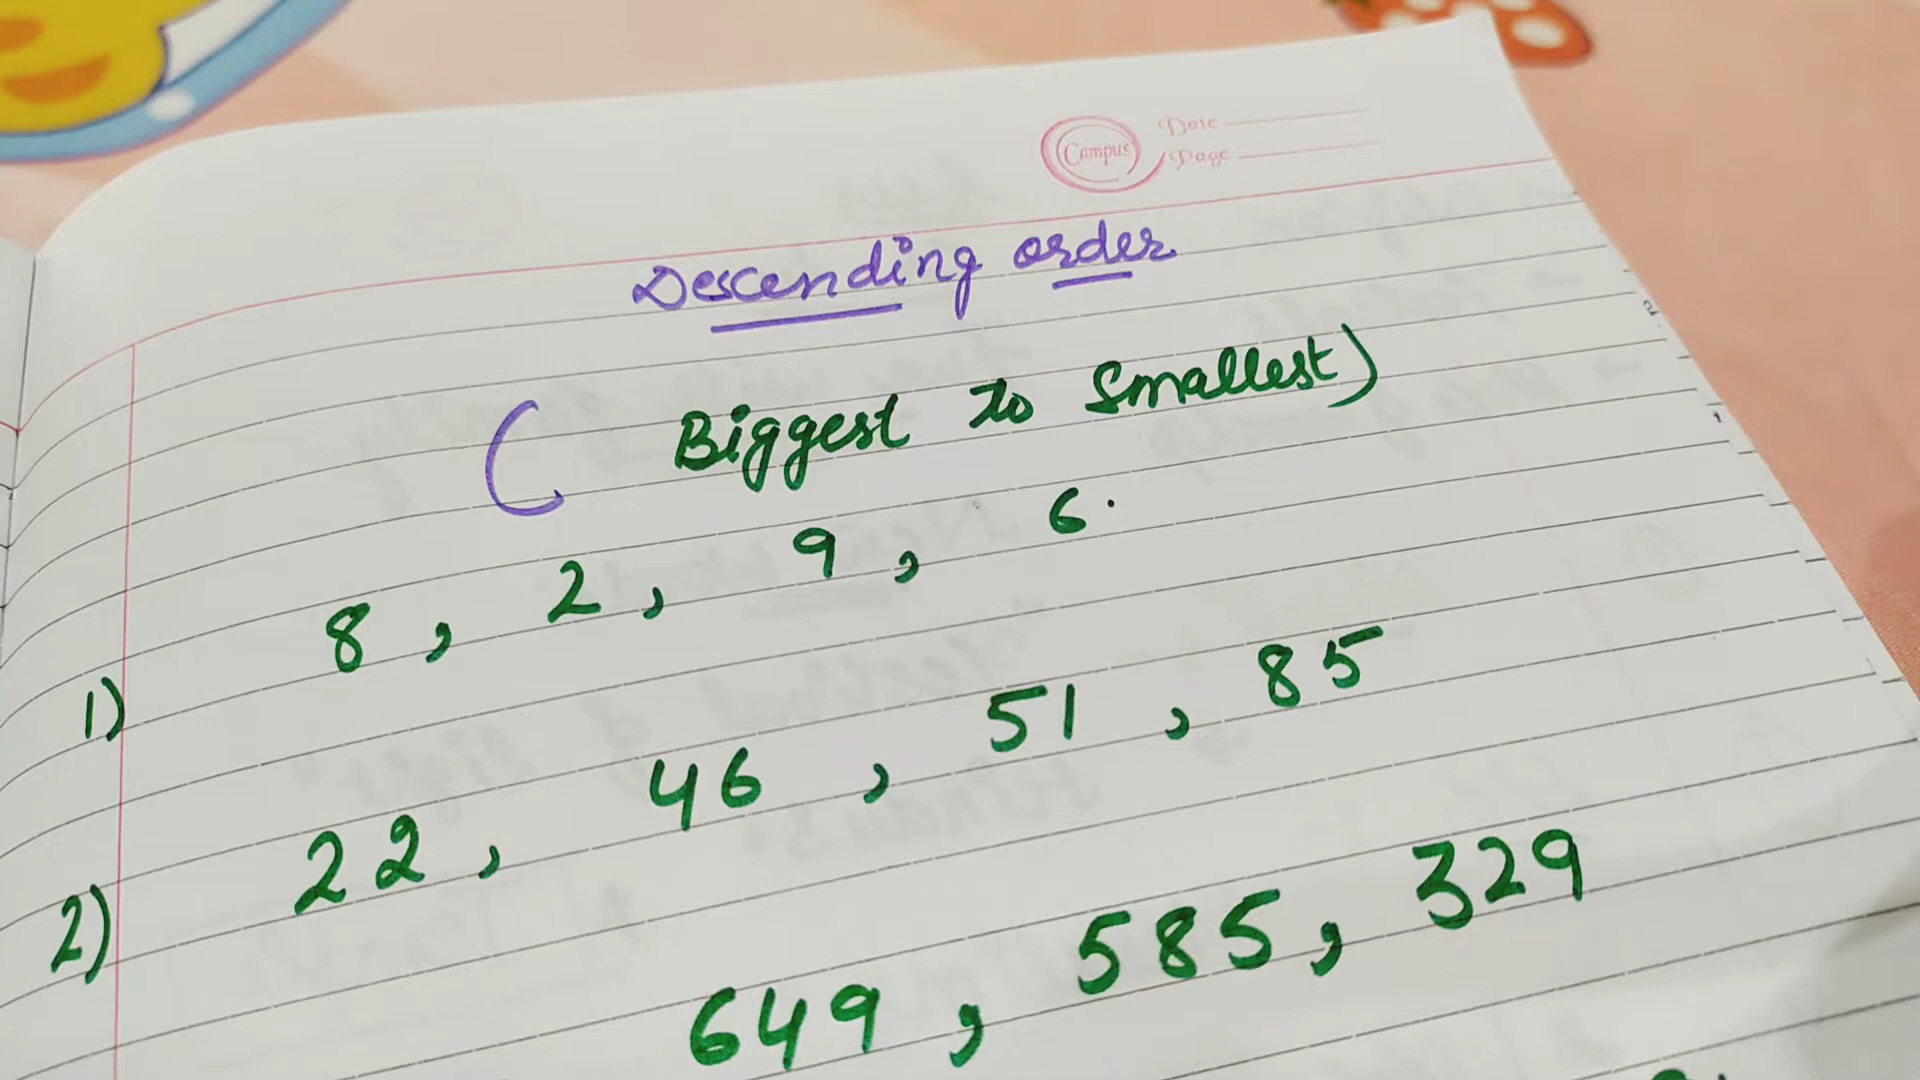 Campus
Date
Page
Descending order
( Biggest to Smallest)
1) 8, 2, 9, 6.
2) 22, 46, 51, 85
649, 585, 329